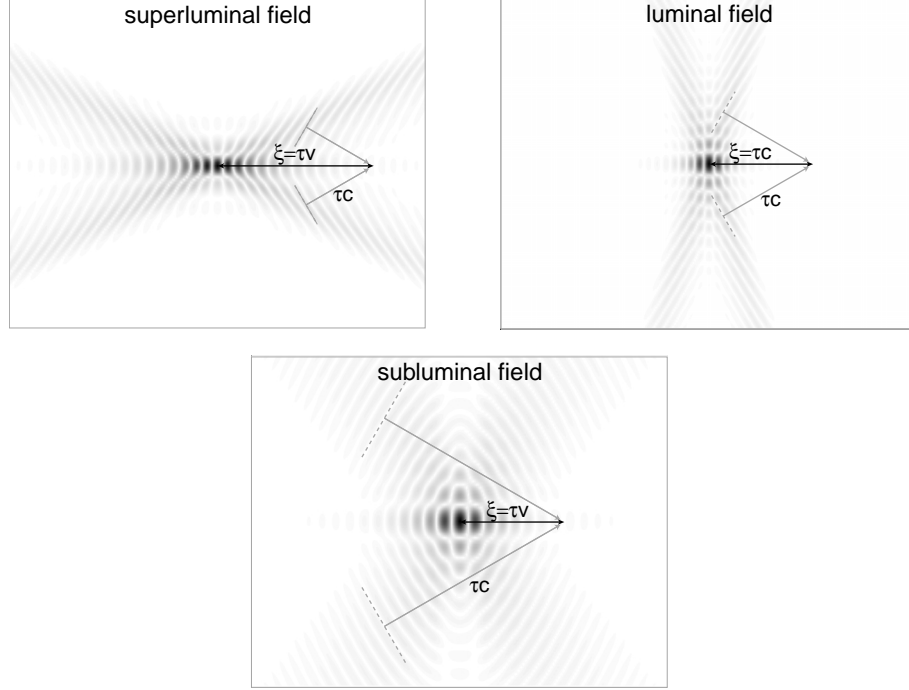 superluminal field
ξ=τv
τc
luminal field
ξ=τc
τc
subluminal field
ξ=τv
τc